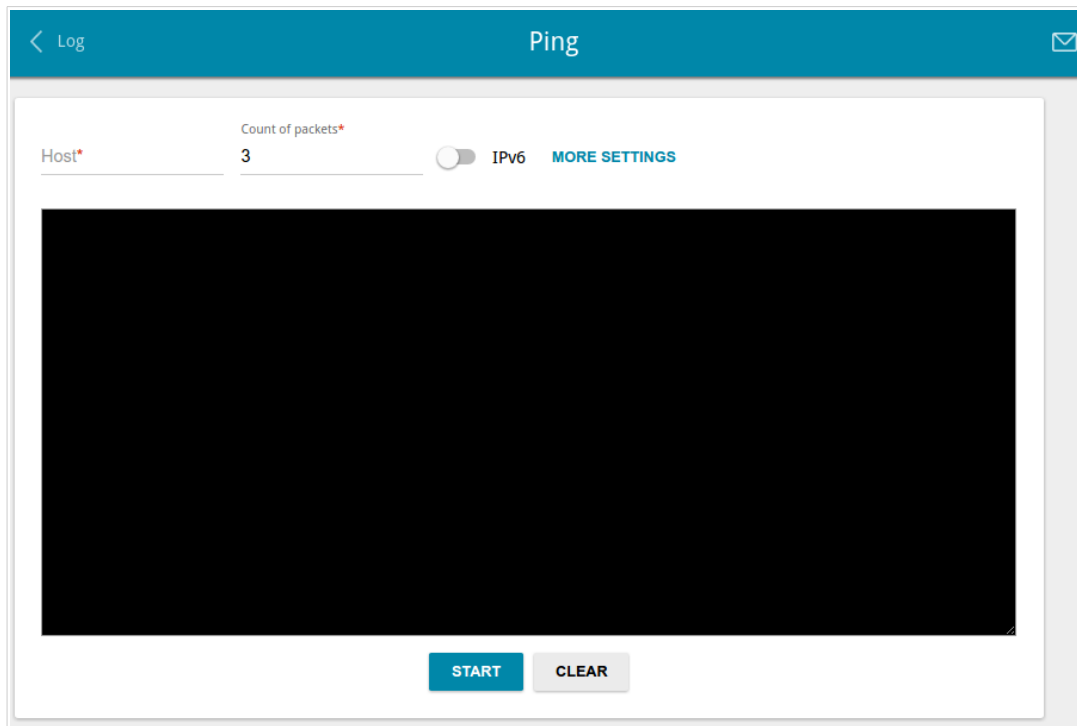 Log
Ping
Count of packets*
Host*
3
IPv6
MORE SETTINGS
START
CLEAR